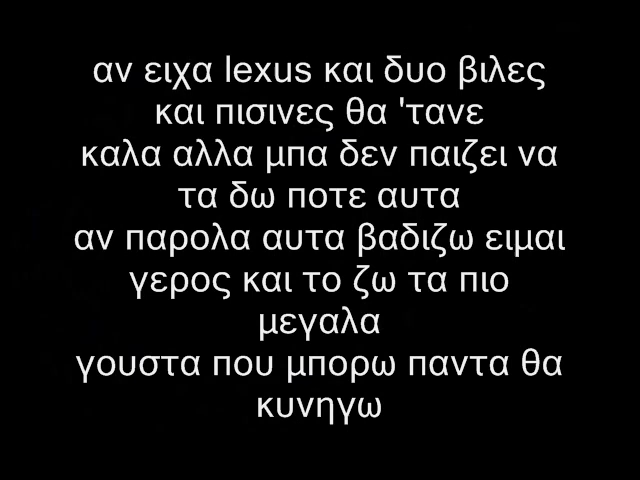 αν ειχα lexus και δυο βιλες
και πισινες θα 'τανε
καλα αλλα μπα δεν παιζει να
τα δω ποτε αυτα
αν παρολα αυτα βαδιζω ειμαι
γερος και το ζω τα πιο
μεγαλα
γουστα που μπορω παντα θα
κυνηγω